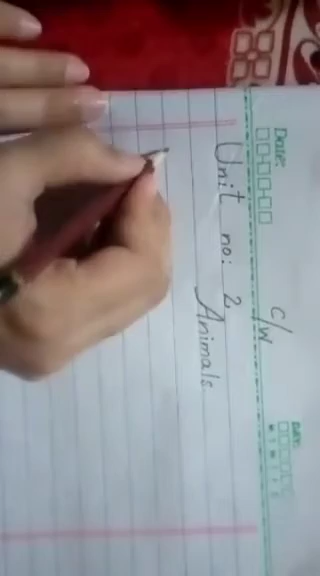 Date:
DAY:
M T W T F S
C/W
Unit no: 2
Animals